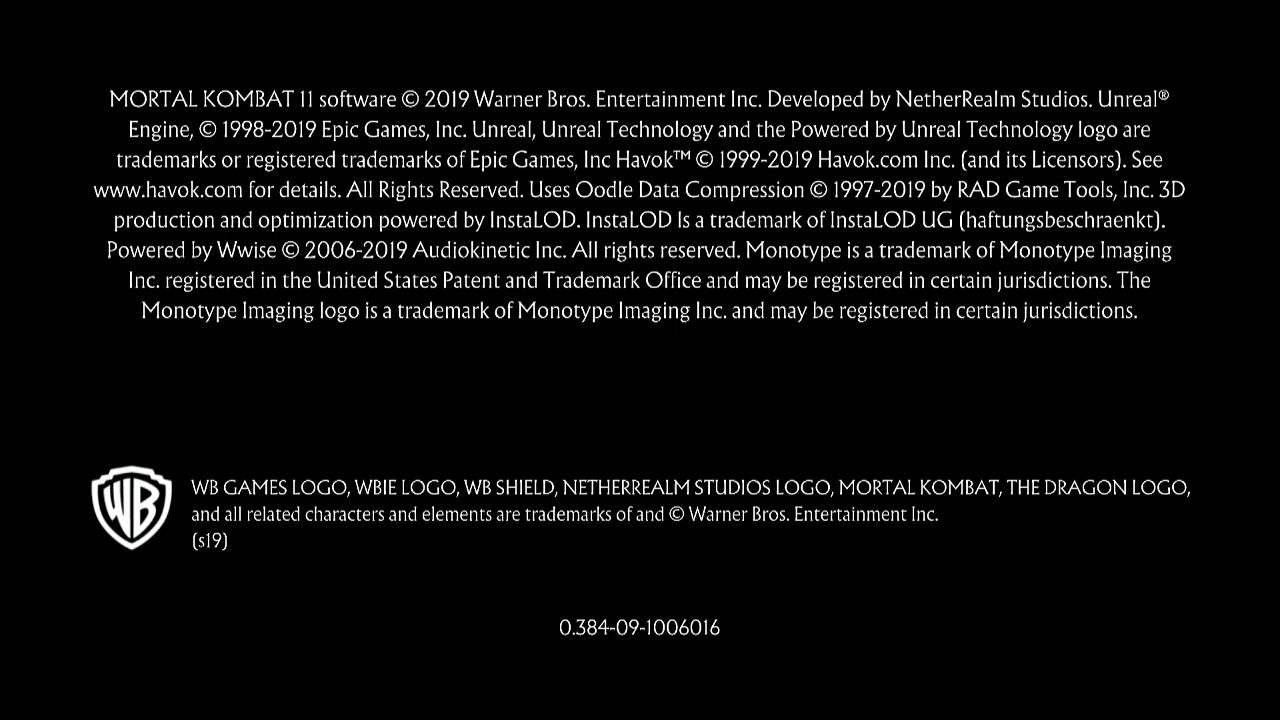 MORTAL KOMBAT 11 software © 2019 Warner Bros. Entertainment Inc. Developed by NetherRealm Studios. Unreal®
Engine, © 1998-2019 Epic Games, Inc. Unreal, Unreal Technology and the Powered by Unreal Technology logo are
trademarks or registered trademarks of Epic Games, Inc Havok™ © 1999-2019 Havok.com Inc. (and its Licensors). See
www.havok.com for details. All Rights Reserved. Uses Oodle Data Compression © 1997-2019 by RAD Game Tools, Inc. 3D
production and optimization powered by InstaLOD. InstaLOD Is a trademark of InstaLOD UG (haftungsbeschraenkt).
Powered by Wwise © 2006-2019 Audiokinetic Inc. All rights reserved. Monotype is a trademark of Monotype Imaging
Inc. registered in the United States Patent and Trademark Office and may be registered in certain jurisdictions. The
Monotype Imaging logo is a trademark of Monotype Imaging Inc. and may be registered in certain jurisdictions.
WB
WB GAMES LOGO, WBIE LOGO, WB SHIELD, NETHERREALM STUDIOS LOGO, MORTAL KOMBAT, THE DRAGON LOGO,
and all related characters and elements are trademarks of and © Warner Bros. Entertainment Inc.
(s19)
0.384-09-1006016